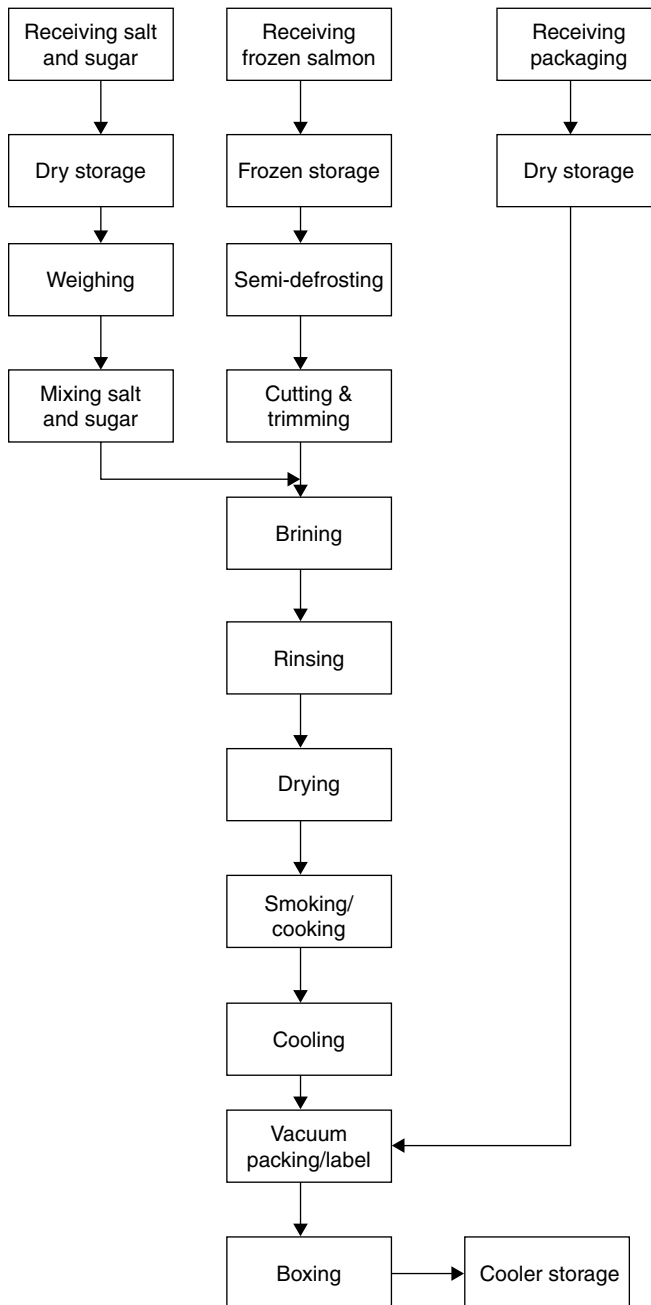 Receiving salt
and sugar
Receiving
frozen salmon
Receiving
packaging
Dry storage
Frozen storage
Dry storage
Weighing
Semi-defrosting
Mixing salt
and sugar
Cutting &
trimming
Brining
Rinsing
Drying
Smoking/
cooking
Cooling
Vacuum
packing/label
Boxing
Cooler storage